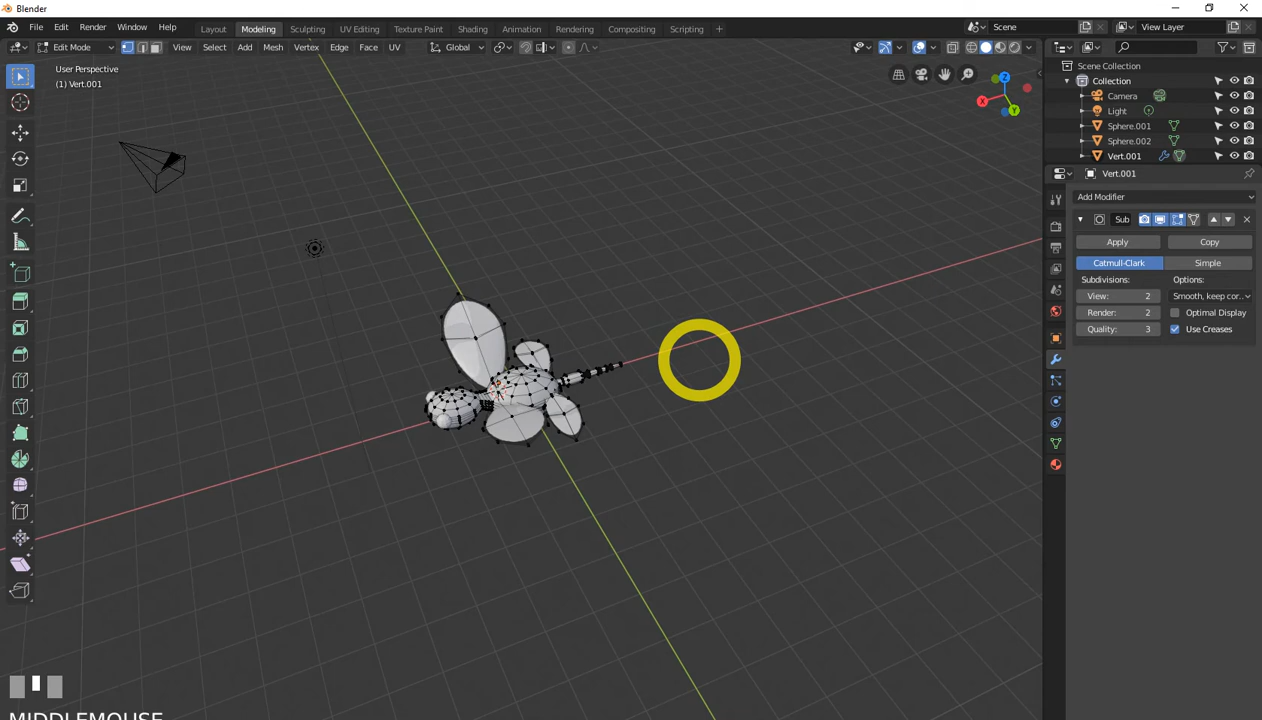 Blender
File Edit Render Window Help Layout Modeling Sculpting UV Editing Texture Paint Shading Animation Rendering Compositing Scripting + Scene View Layer
Edit Mode View Select Add Mesh Vertex Edge Face UV Global
User Perspective
(1) Vert.001
Z
X
Y
Scene Collection
Collection
Camera
Light
Sphere.001
Sphere.002
Vert.001
Vert.001
Add Modifier
Sub
Apply Copy
Catmull-Clark Simple
Subdivisions: Options:
View: 2 Smooth, keep cor..
Render: 2 Optimal Display
Quality: 3 Use Creases
MIDDLEMOUSE